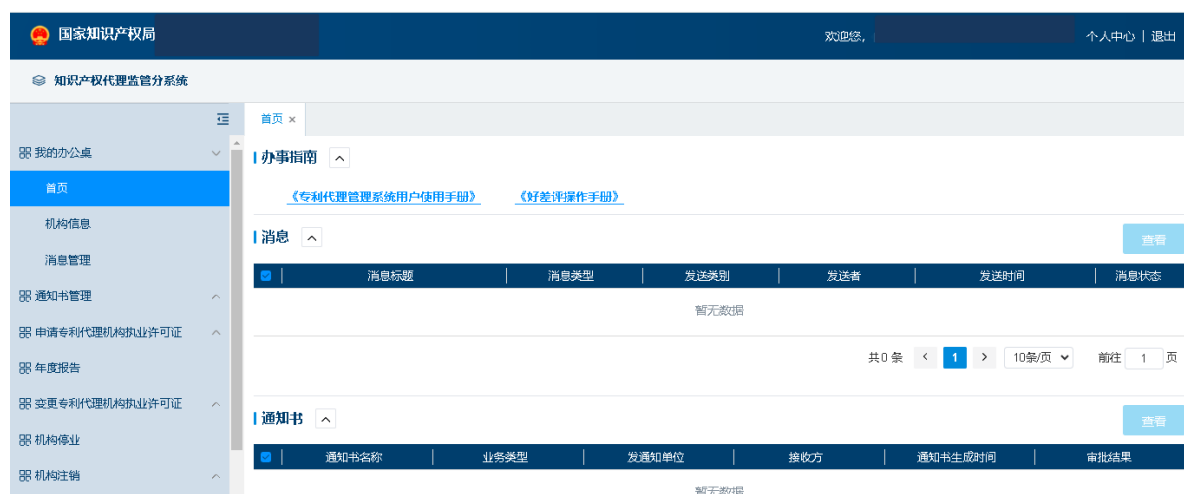 国家知识产权局
欢迎您, 个人中心 | 退出
知识产权代理监管分系统
首页 ×
我的办公桌
首页
机构信息
消息管理
通知书管理
申请专利代理机构执业许可证
年度报告
变更专利代理机构执业许可证
机构停业
机构注销
办事指南
《专利代理管理系统用户使用手册》 《好差评操作手册》
消息 查看
消息标题 消息类型 发送类别 发送者 发送时间 消息状态
暂无数据
共0条 < 1 > 10条/页 前往 1 页
通知书 查看
通知书名称 业务类型 发通知单位 接收方 通知书生成时间 审批结果
暂无数据